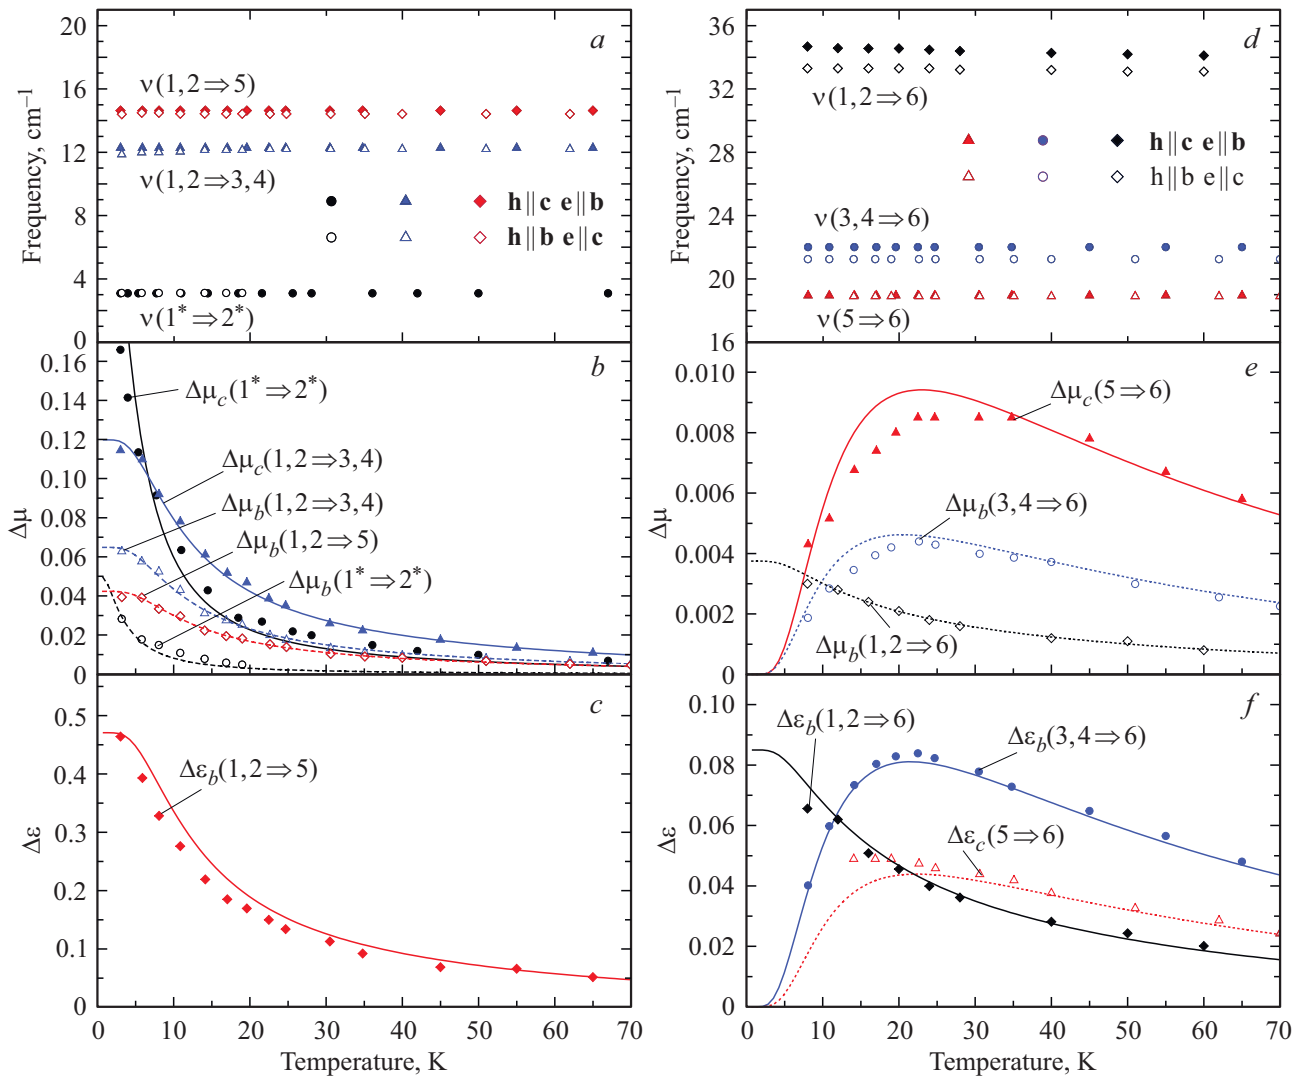 a
20
16
12
8
4
0
Frequency, cm⁻¹
ν(1,2⇒5)
ν(1,2⇒3,4)
h∥c e∥b
h∥b e∥c
ν(1*⇒2*)
b
0.16
0.12
0.08
0.06
0.04
0.02
0
Δμ
Δμc(1*⇒2*)
Δμc(1,2⇒3,4)
Δμb(1,2⇒3,4)
Δμb(1,2⇒5)
Δμb(1*⇒2*)
c
0.5
0.4
0.3
0.2
0.1
0
Δε
Δεb(1,2⇒5)
0 10 20 30 40 50 60 70
Temperature, K
d
36
32
28
24
22
20
16
Frequency, cm⁻¹
ν(1,2⇒6)
h∥c e∥b
h∥b e∥c
ν(3,4⇒6)
ν(5⇒6)
e
0.010
0.008
0.006
0.004
0.002
0
Δμ
Δμc(5⇒6)
Δμb(3,4⇒6)
Δμb(1,2⇒6)
f
0.10
0.08
0.06
0.04
0.02
0
Δε
Δεb(1,2⇒6)
Δεb(3,4⇒6)
Δεc(5⇒6)
0 10 20 30 40 50 60 70
Temperature, K